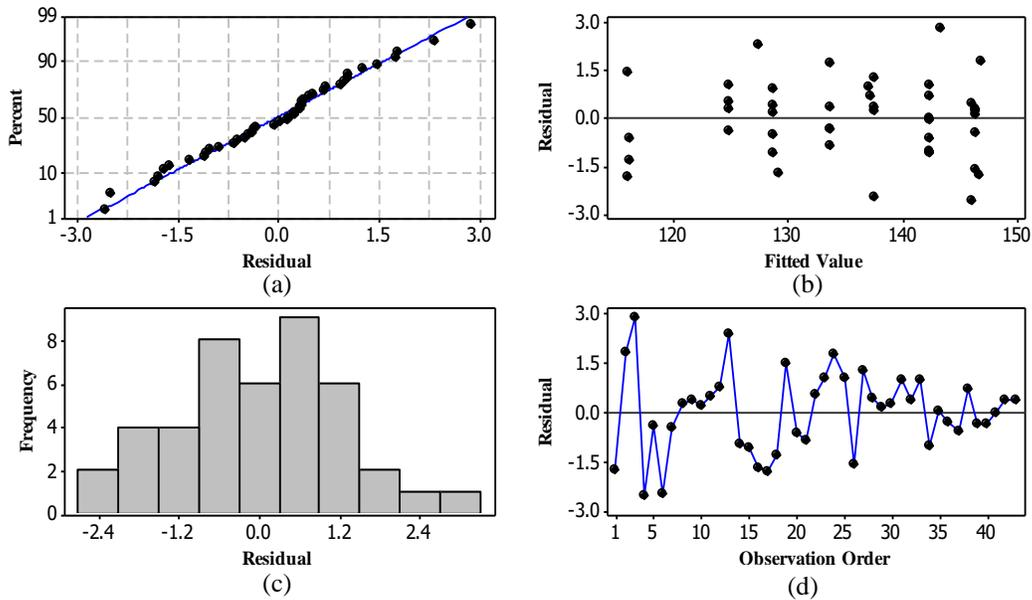 99
90
50
10
1
Percent
-3.0 -1.5 0.0 1.5 3.0
Residual
(a)
3.0
1.5
0.0
-1.5
-3.0
Residual
120 130 140 150
Fitted Value
(b)
8
6
4
2
0
Frequency
-2.4 -1.2 0.0 1.2 2.4
Residual
(c)
3.0
1.5
0.0
-1.5
-3.0
Residual
1 5 10 15 20 25 30 35 40
Observation Order
(d)